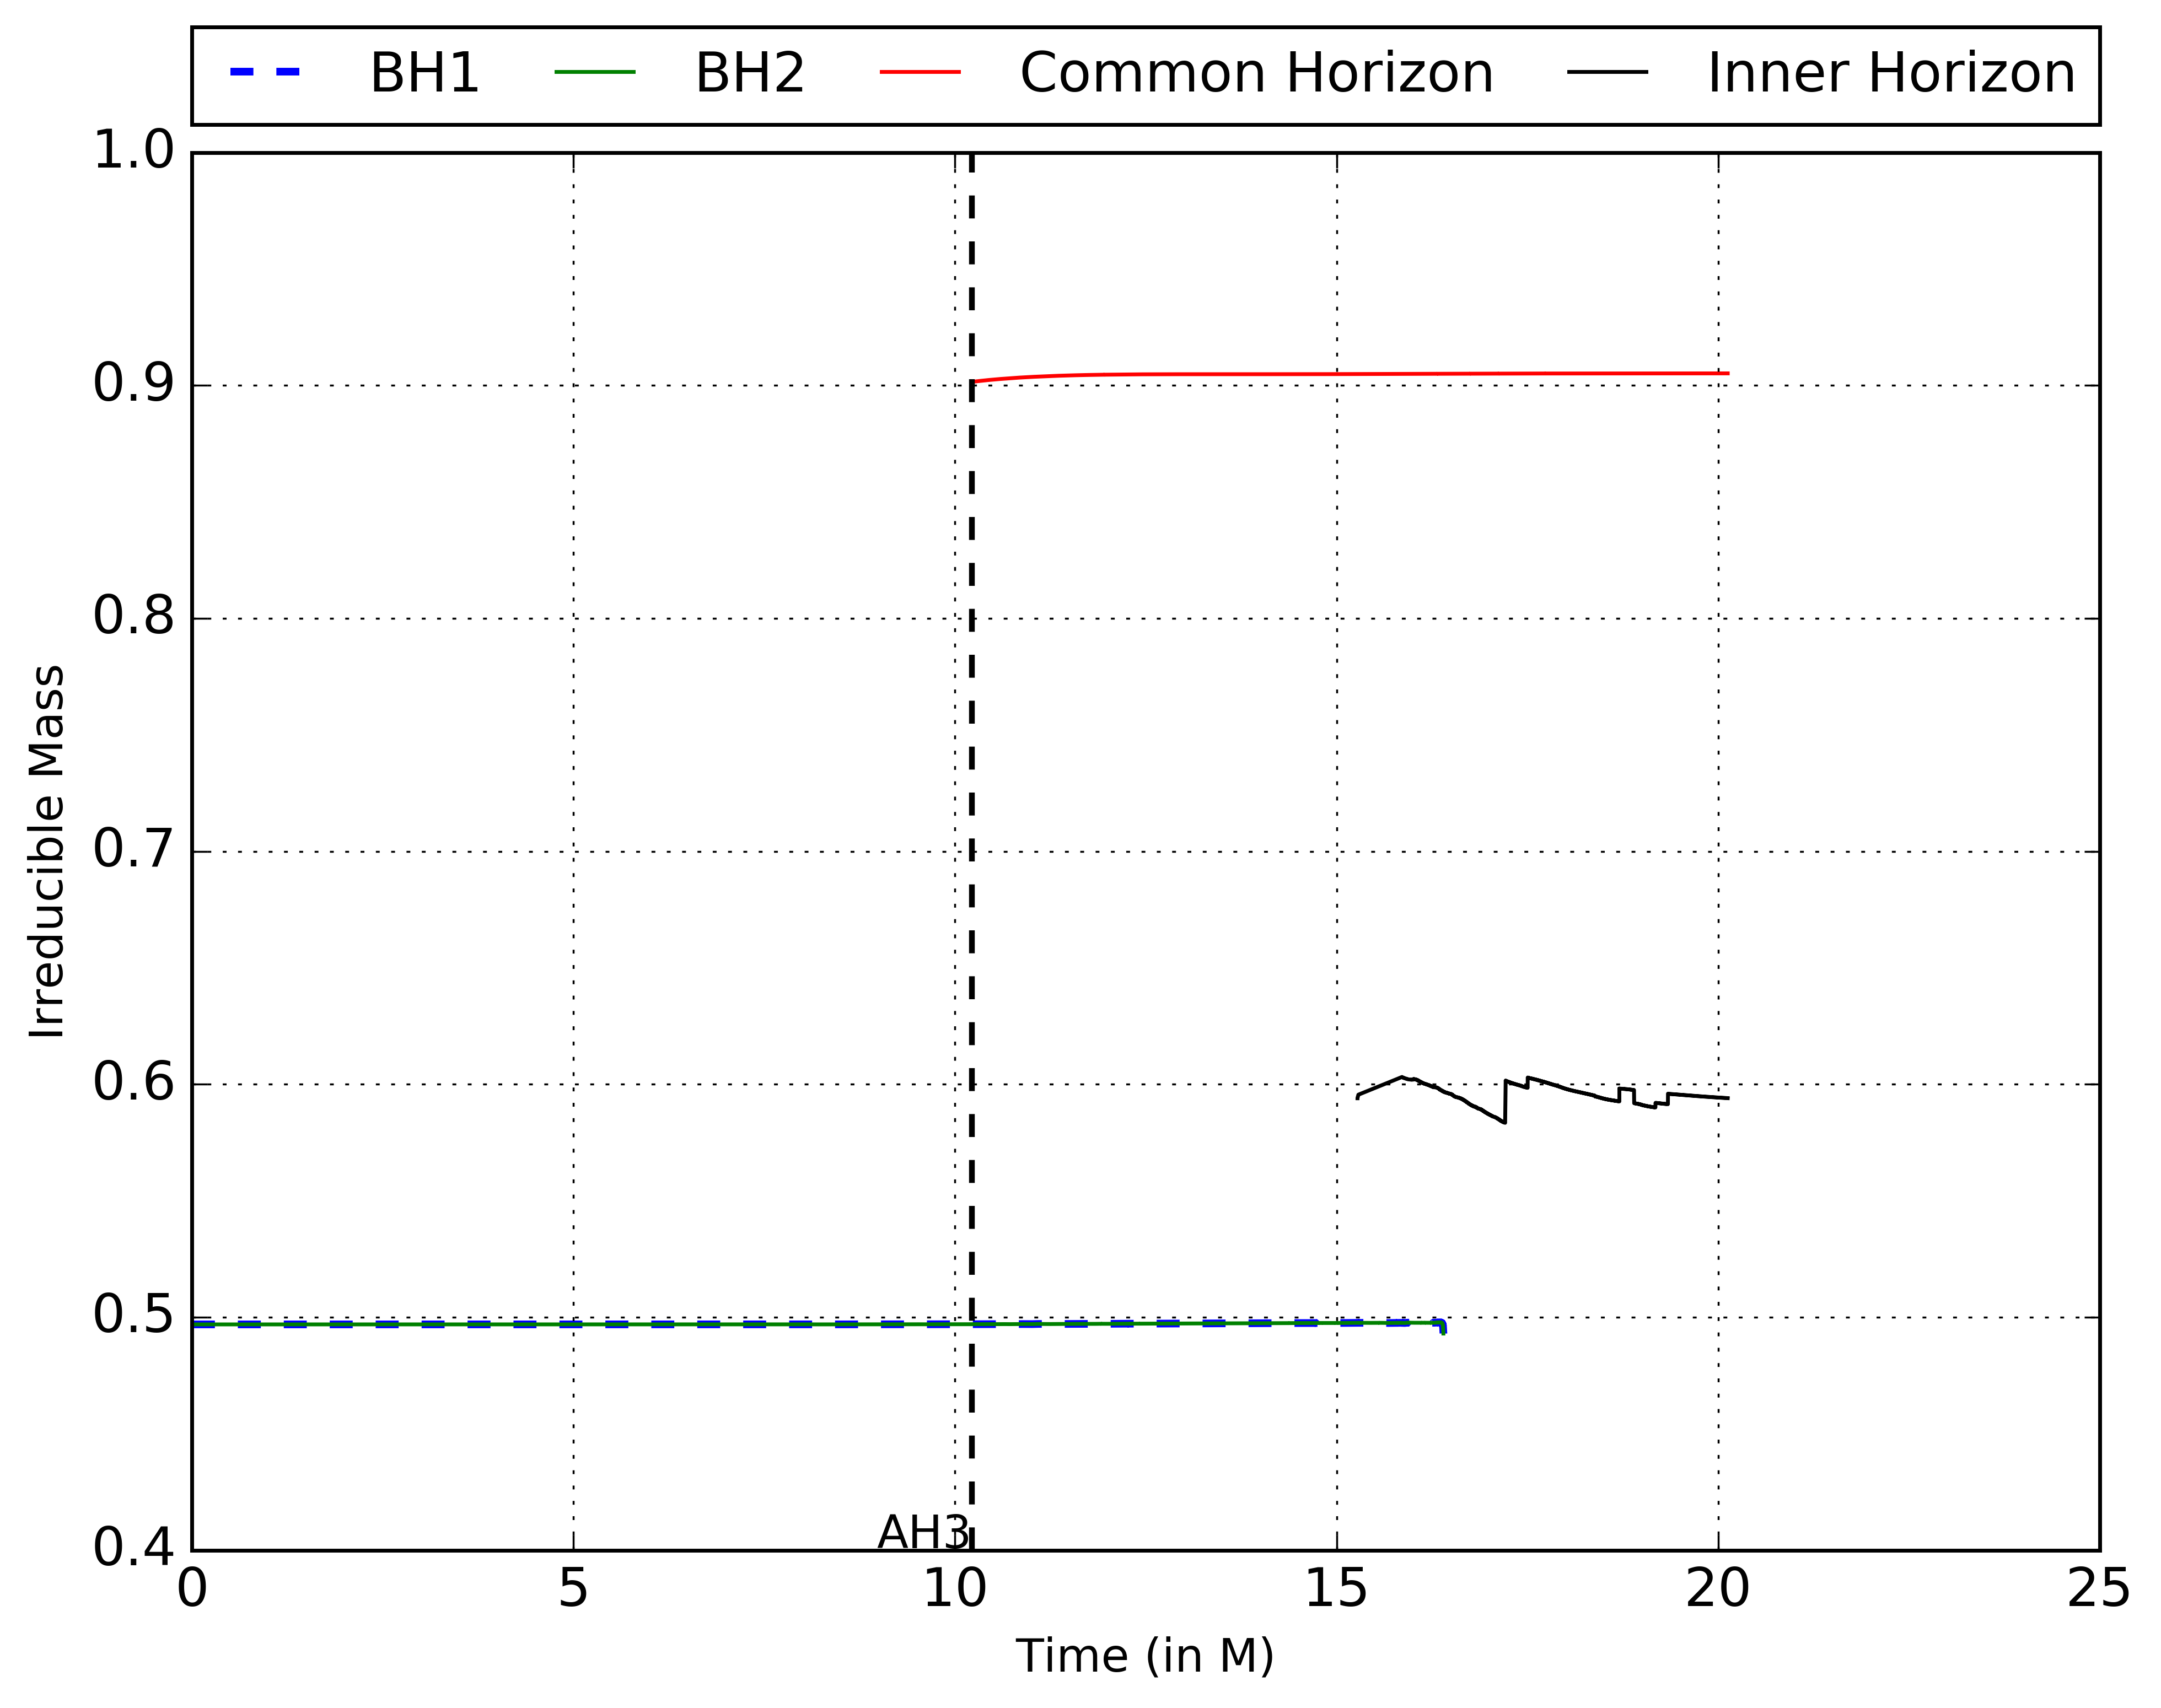 BH1 BH2 Common Horizon Inner Horizon
1.0
0.9
0.8
0.7
0.6
0.5
0.4
Irreducible Mass
AH3
0 5 10 15 20 25
Time (in M)